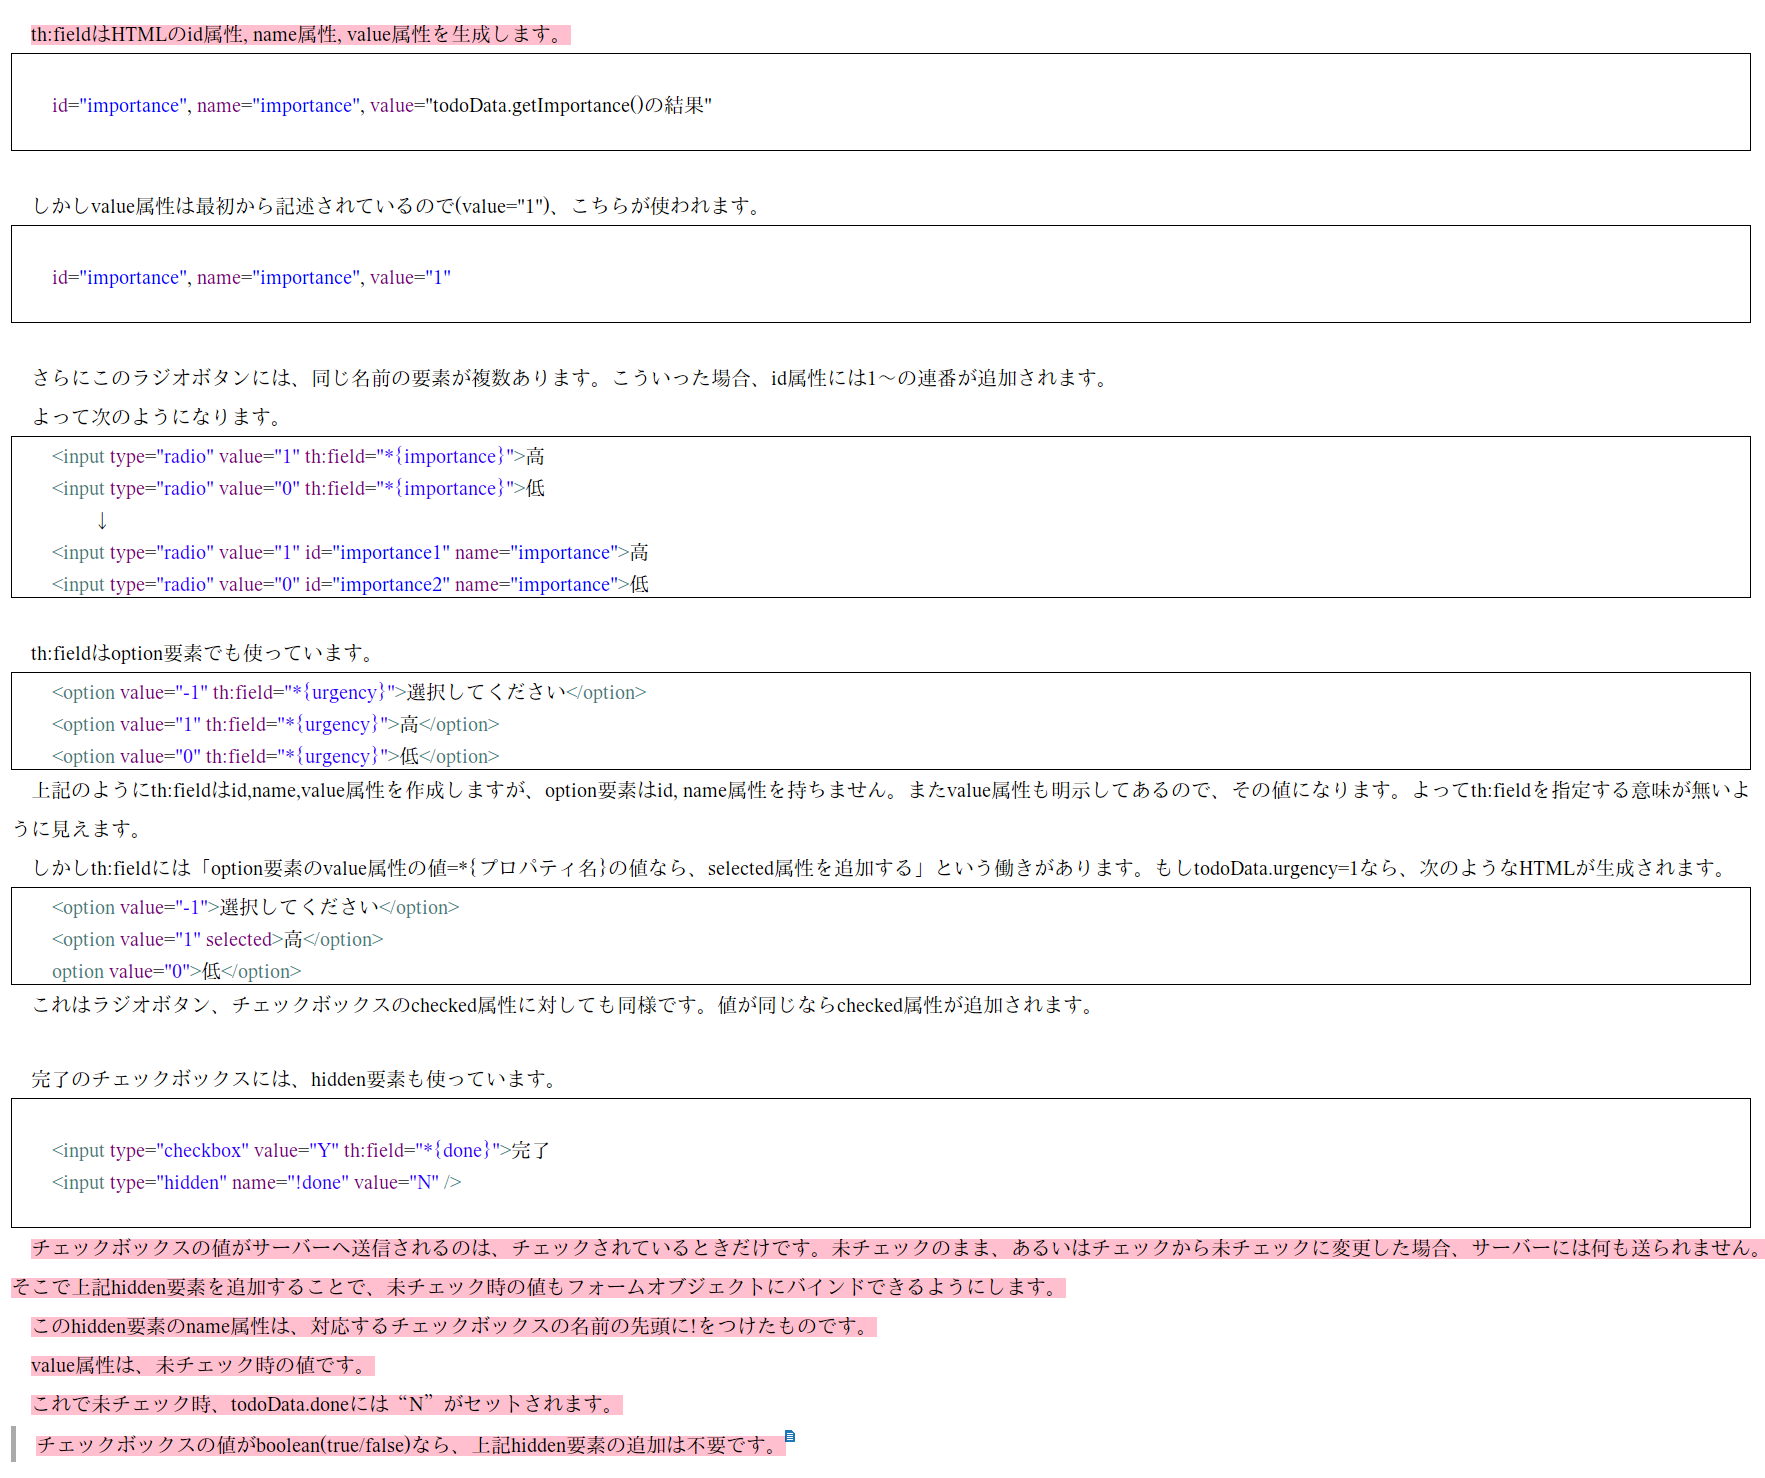 th:fieldはHTMLのid属性, name属性, value属性を生成します。
id="importance", name="importance", value="todoData.getImportance()の結果"
しかしvalue属性は最初から記述されているので(value="1")、こちらが使われます。
id="importance", name="importance", value="1"
さらにこのラジオボタンには、同じ名前の要素が複数あります。こういった場合、id属性には1～の連番が追加されます。
よって次のようになります。
<input type="radio" value="1" th:field="*{importance}">高
<input type="radio" value="0" th:field="*{importance}">低
↓
<input type="radio" value="1" id="importance1" name="importance">高
<input type="radio" value="0" id="importance2" name="importance">低
th:fieldはoption要素でも使っています。
<option value="-1" th:field="*{urgency}">選択してください</option>
<option value="1" th:field="*{urgency}">高</option>
<option value="0" th:field="*{urgency}">低</option>
上記のようにth:fieldはid,name,value属性を作成しますが、option要素はid, name属性を持ちません。またvalue属性も明示してあるので、その値になります。よってth:fieldを指定する意味が無いよ
うに見えます。
しかしth:fieldには「option要素のvalue属性の値=*{プロパティ名}の値なら、selected属性を追加する」という働きがあります。もしtodoData.urgency=1なら、次のようなHTMLが生成されます。
<option value="-1">選択してください</option>
<option value="1" selected>高</option>
option value="0">低</option>
これはラジオボタン、チェックボックスのchecked属性に対しても同様です。値が同じならchecked属性が追加されます。
完了のチェックボックスには、hidden要素も使っています。
<input type="checkbox" value="Y" th:field="*{done}">完了
<input type="hidden" name="!done" value="N" />
チェックボックスの値がサーバーへ送信されるのは、チェックされているときだけです。未チェックのまま、あるいはチェックから未チェックに変更した場合、サーバーには何も送られません。
そこで上記hidden要素を追加することで、未チェック時の値もフォームオブジェクトにバインドできるようにします。
このhidden要素のname属性は、対応するチェックボックスの名前の先頭に!をつけたものです。
value属性は、未チェック時の値です。
これで未チェック時、todoData.doneには“N”がセットされます。
チェックボックスの値がboolean(true/false)なら、上記hidden要素の追加は不要です。